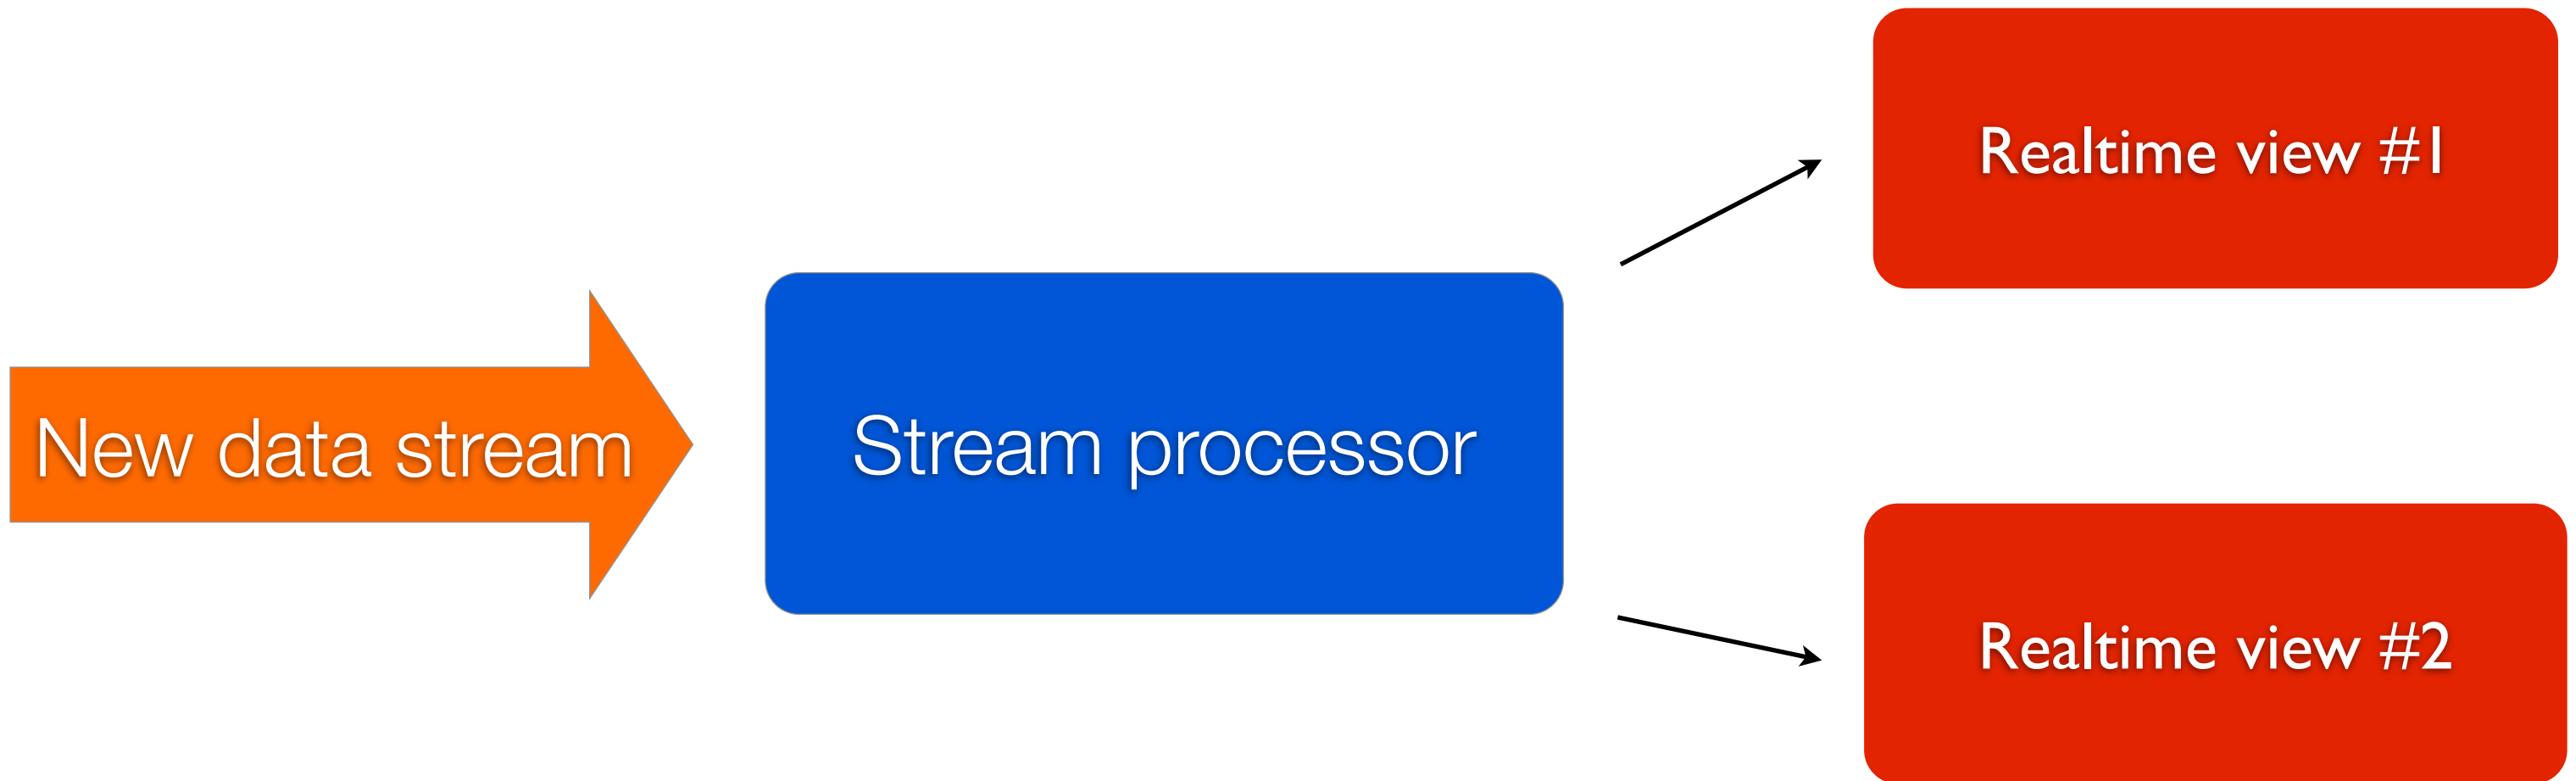 New data stream
Stream processor
Realtime view #1
Realtime view #2